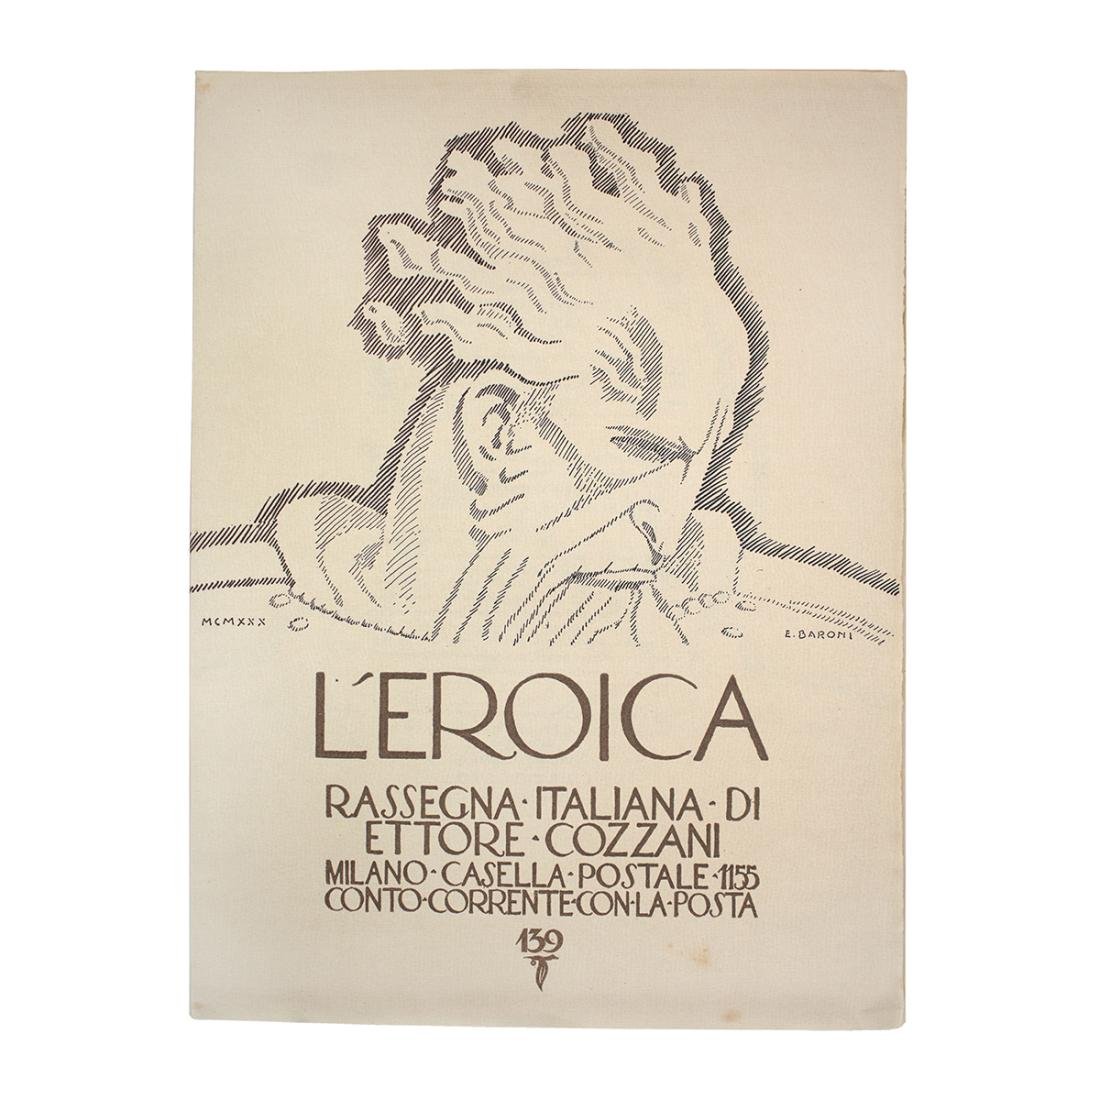 MCMXXX
E. BARONI
L'EROICA
RASSEGNA·ITALIANA·DI
ETTORE·COZZANI
MILANO·CASELLA·POSTALE·1155
CONTO·CORRENTE·CON·LA·POSTA
139